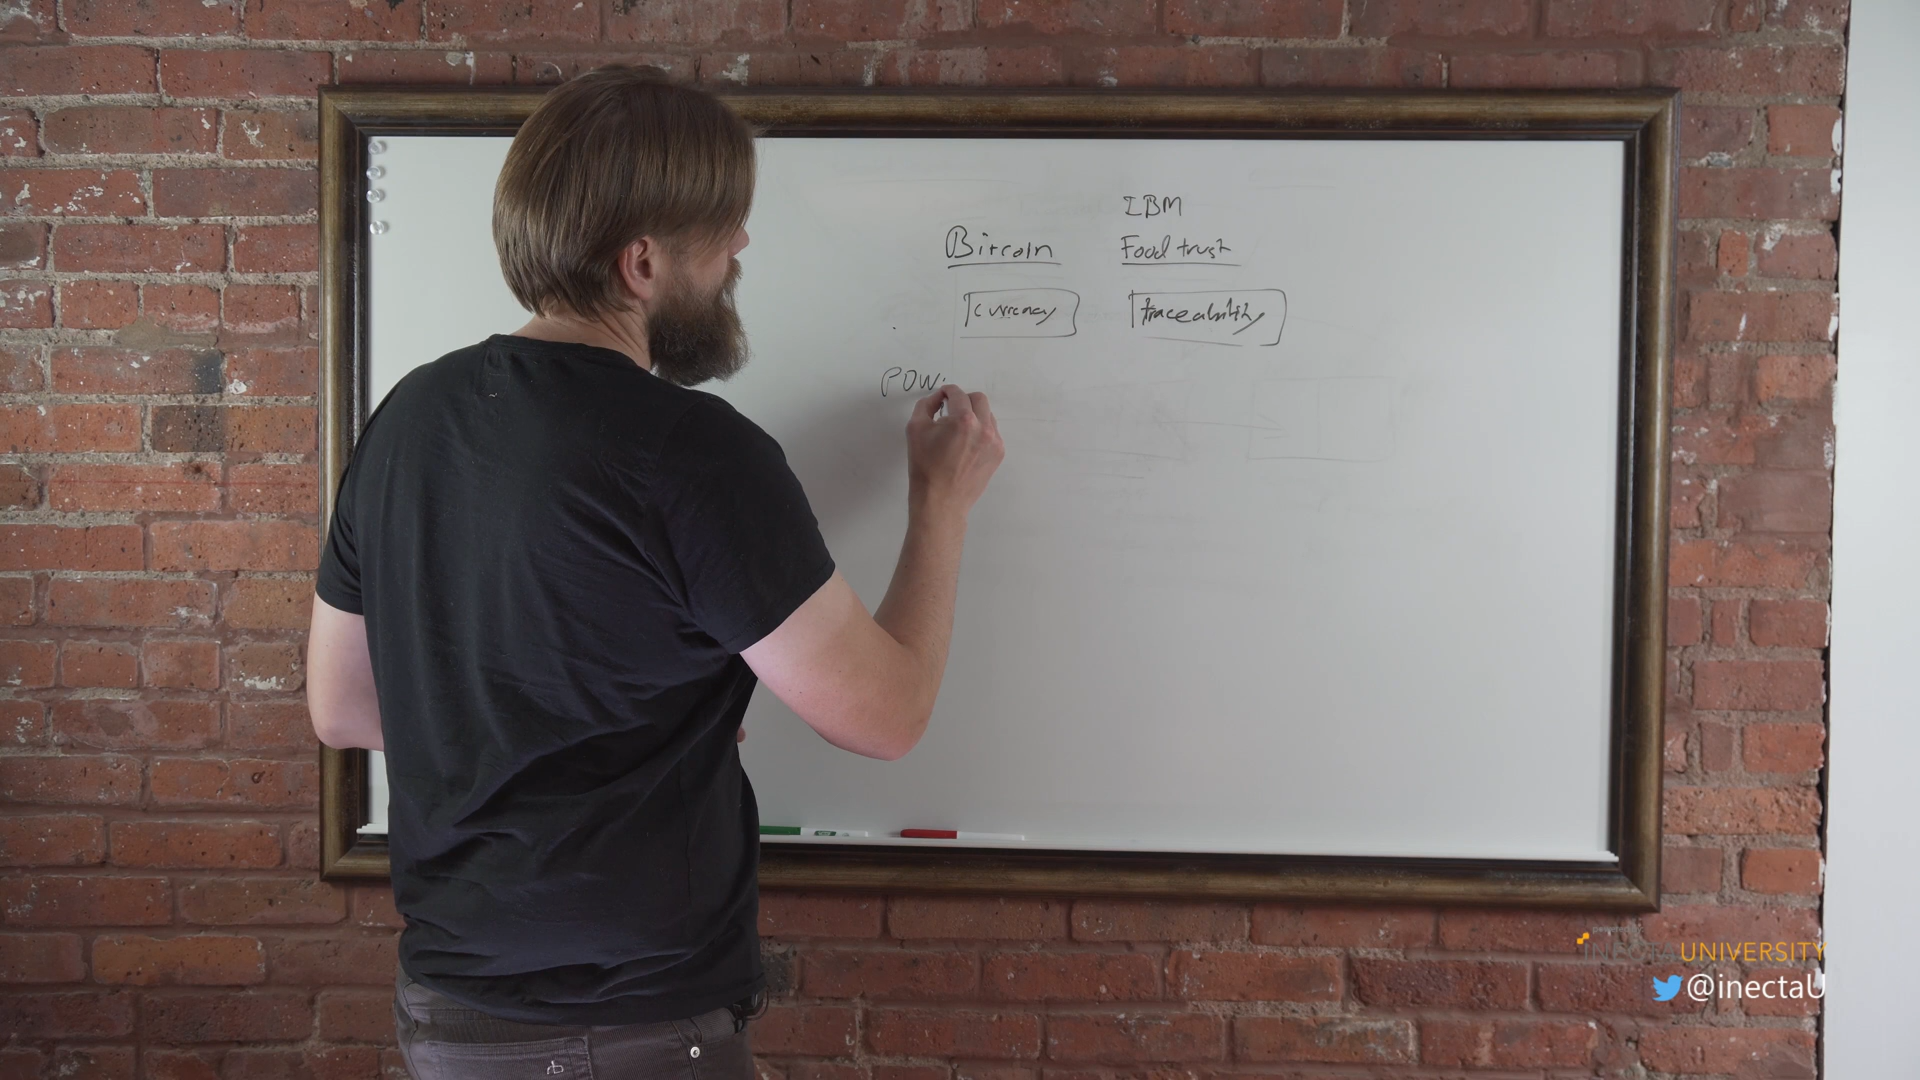 IBM
Bitcoin Food trust
currency traceability
POW
INECTA UNIVERSITY
@inectaU